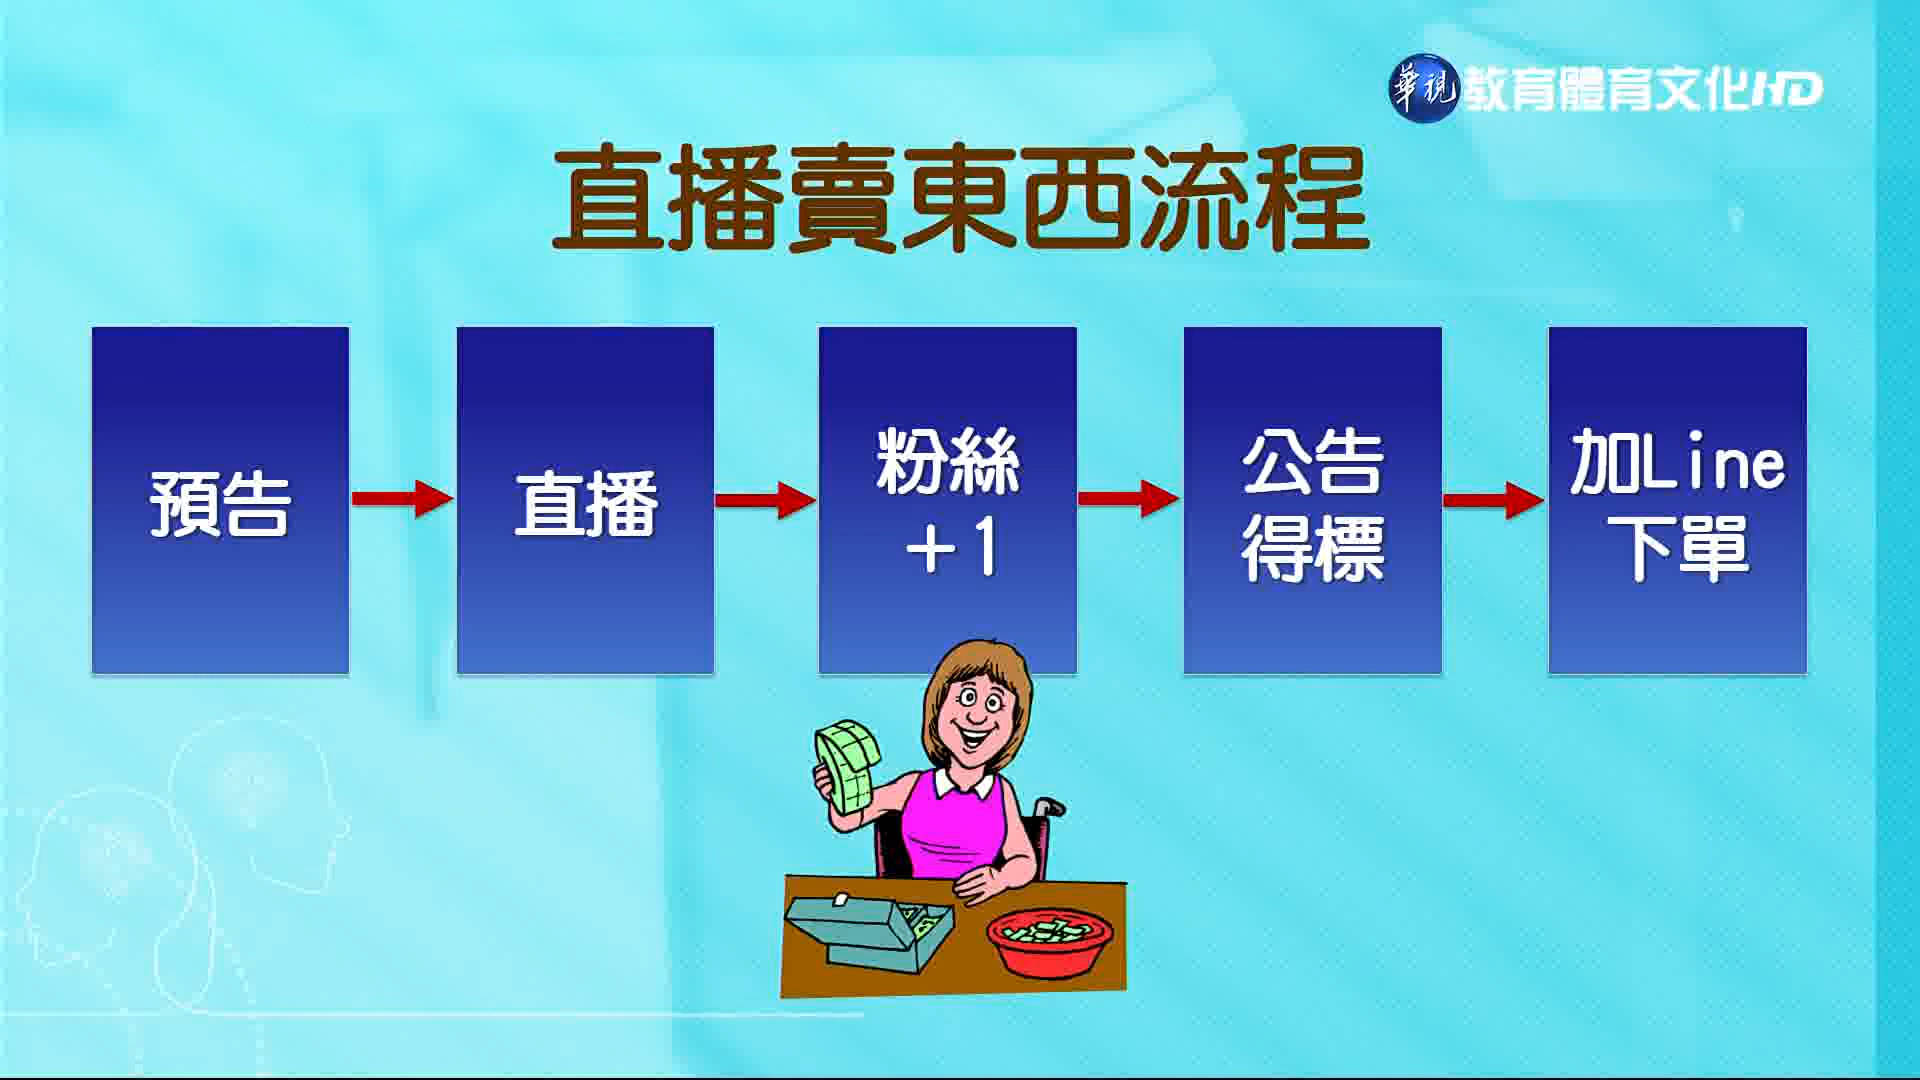 華視 教育體育文化HD
直播賣東西流程
預告
直播
粉絲
+1
公告
得標
加Line
下單